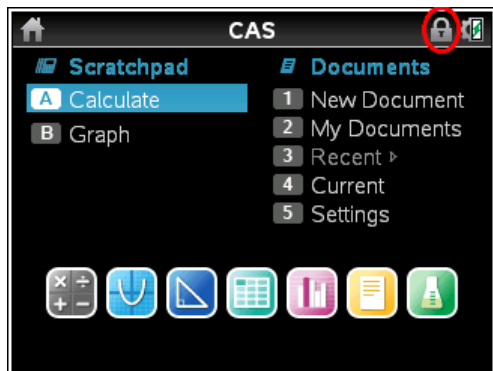 CAS
Scratchpad
A Calculate
B Graph
Documents
1 New Document
2 My Documents
3 Recent ▹
4 Current
5 Settings
× ÷
+ −